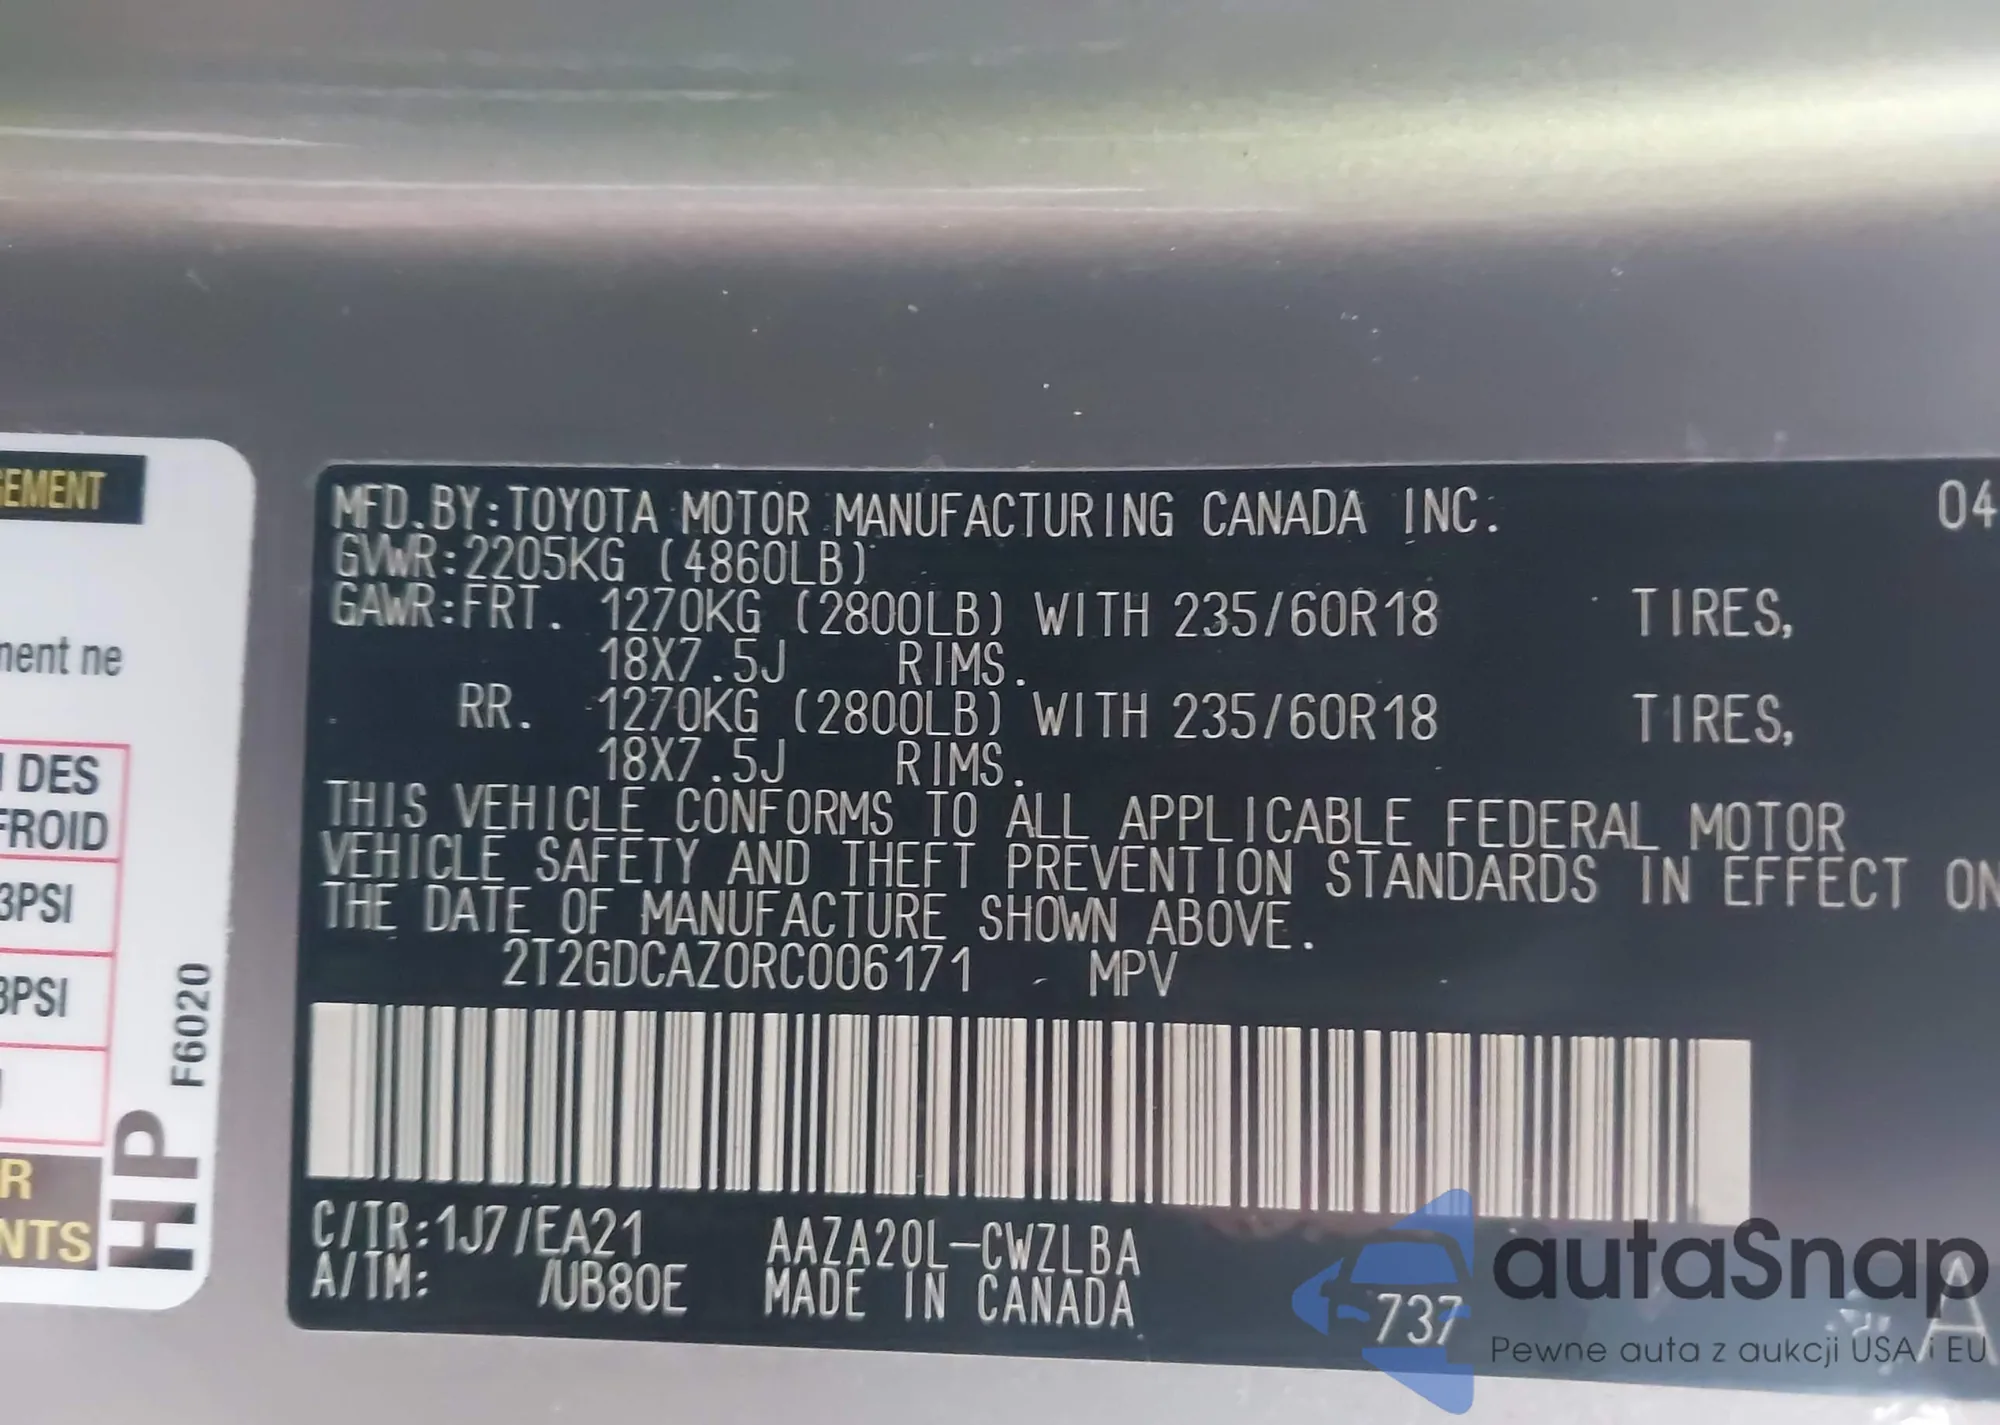 GEMENT
ment ne
DES
FROID
3PSI
3PSI
R
NTS
HP
F6020
MFD.BY:TOYOTA MOTOR MANUFACTURING CANADA INC. 04
GVWR:2205KG (4860LB)
GAWR:FRT. 1270KG (2800LB) WITH 235/60R18 TIRES,
18X7.5J RIMS.
RR. 1270KG (2800LB) WITH 235/60R18 TIRES,
18X7.5J RIMS.
THIS VEHICLE CONFORMS TO ALL APPLICABLE FEDERAL MOTOR
VEHICLE SAFETY AND THEFT PREVENTION STANDARDS IN EFFECT ON
THE DATE OF MANUFACTURE SHOWN ABOVE.
2T2GDCAZ0RC006171 MPV
C/TR:1J7/EA21 AAZA20L-CWZLBA
A/TM: /UB80E MADE IN CANADA 737 A
autaSnap
Pewne auta z aukcji USA i EU